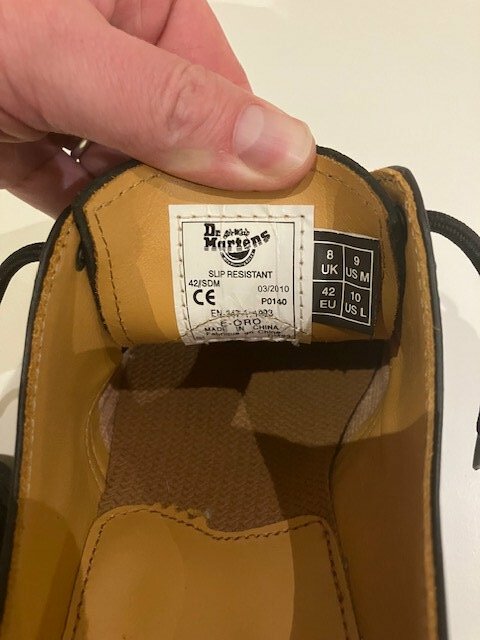 Dr.
Martens
SLIP RESISTANT
42/SDM
03/2010
CE
P0140
MADE IN CHINA
8
UK
9
US M
42
EU
10
US L